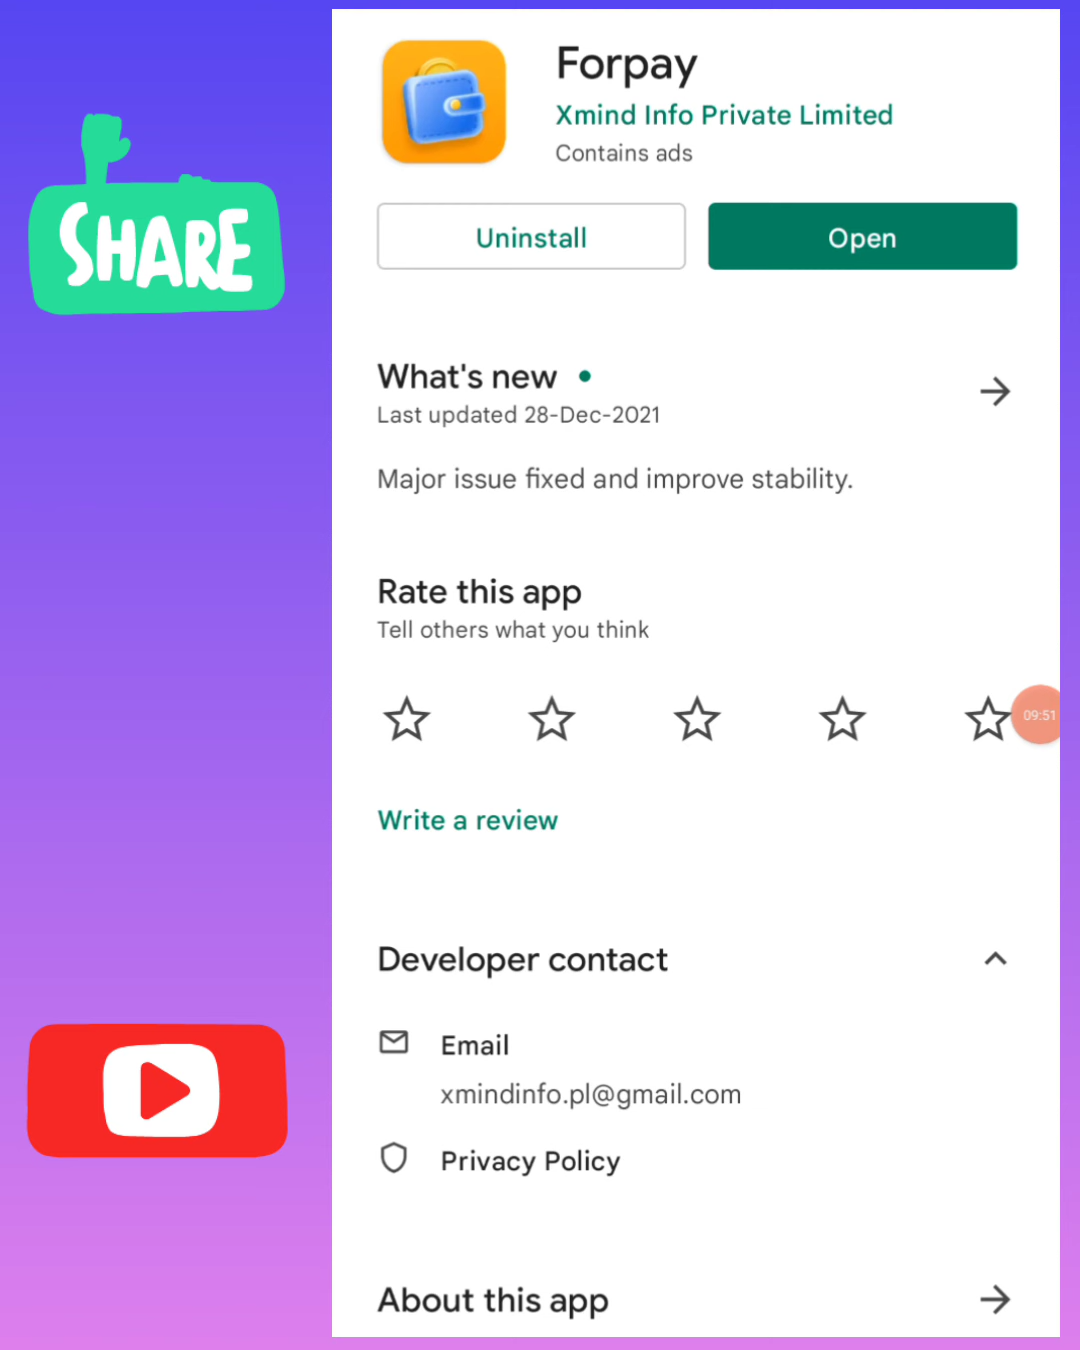 SHARE
Forpay
Xmind Info Private Limited
Contains ads
Uninstall
Open
What's new
Last updated 28-Dec-2021
Major issue fixed and improve stability.
Rate this app
Tell others what you think
09:51
Write a review
Developer contact
Email
xmindinfo.pl@gmail.com
Privacy Policy
About this app